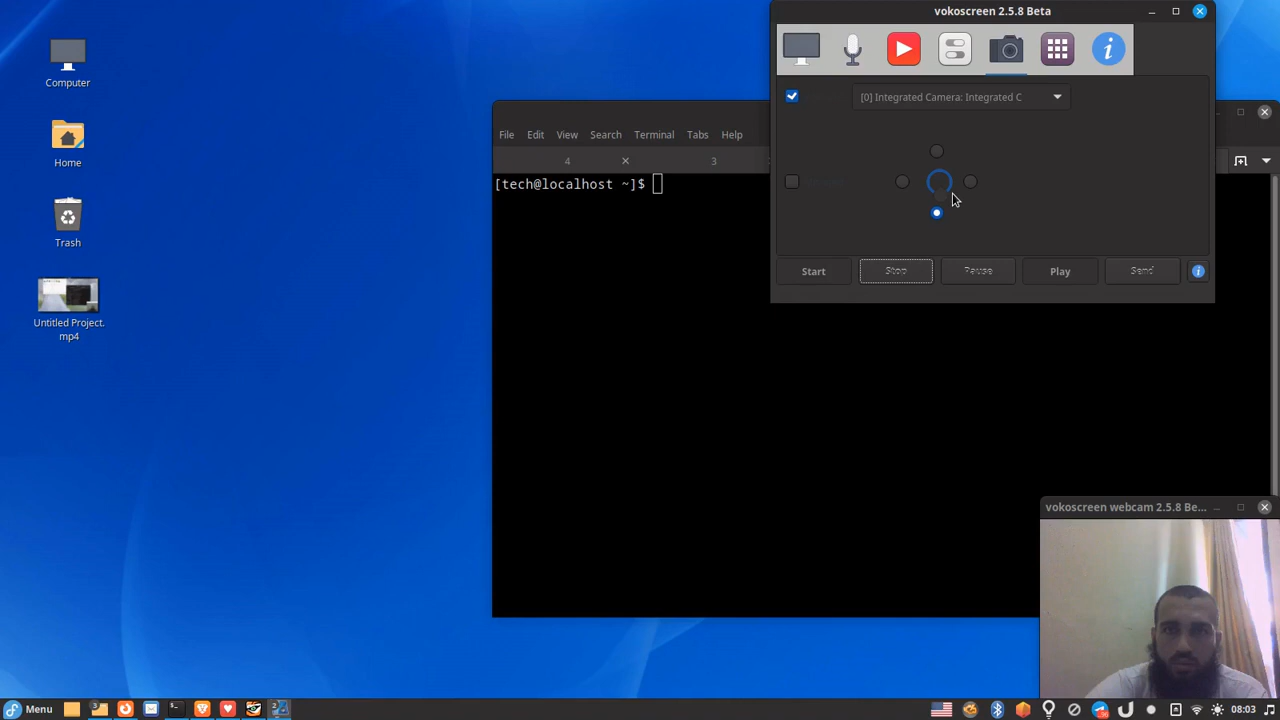 vokoscreen 2.5.8 Beta
[0] Integrated Camera: Integrated C
Start
Stop
Pause
Play
Send
File
Edit
View
Search
Terminal
Tabs
Help
4
3
[tech@localhost ~]$
Computer
Home
Trash
Untitled Project.
mp4
vokoscreen webcam 2.5.8 Be...
Menu
08:03